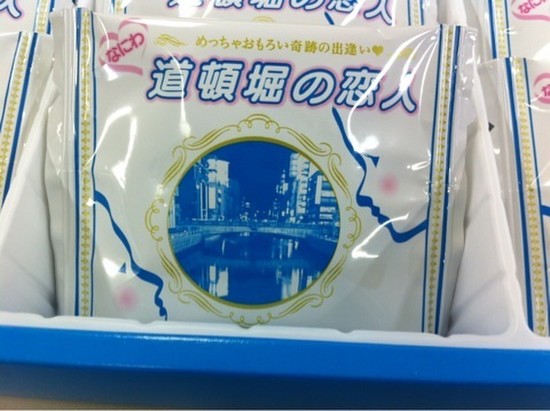 なにわ
めっちゃおもろい奇跡の出逢い♥
道頓堀の恋人